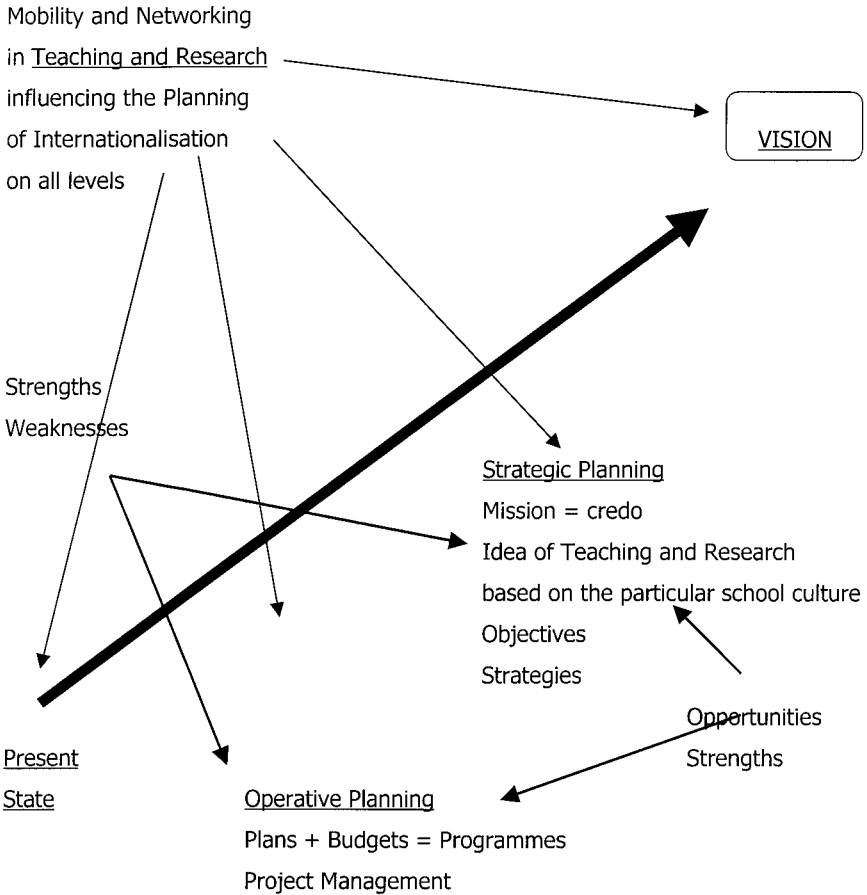 Mobility and Networking
in Teaching and Research
influencing the Planning
of Internationalisation
on all levels
VISION
Strengths
Weaknesses
Strategic Planning
Mission = credo
Idea of Teaching and Research
based on the particular school culture
Objectives
Strategies
Opportunities
Strengths
Present
State
Operative Planning
Plans + Budgets = Programmes
Project Management